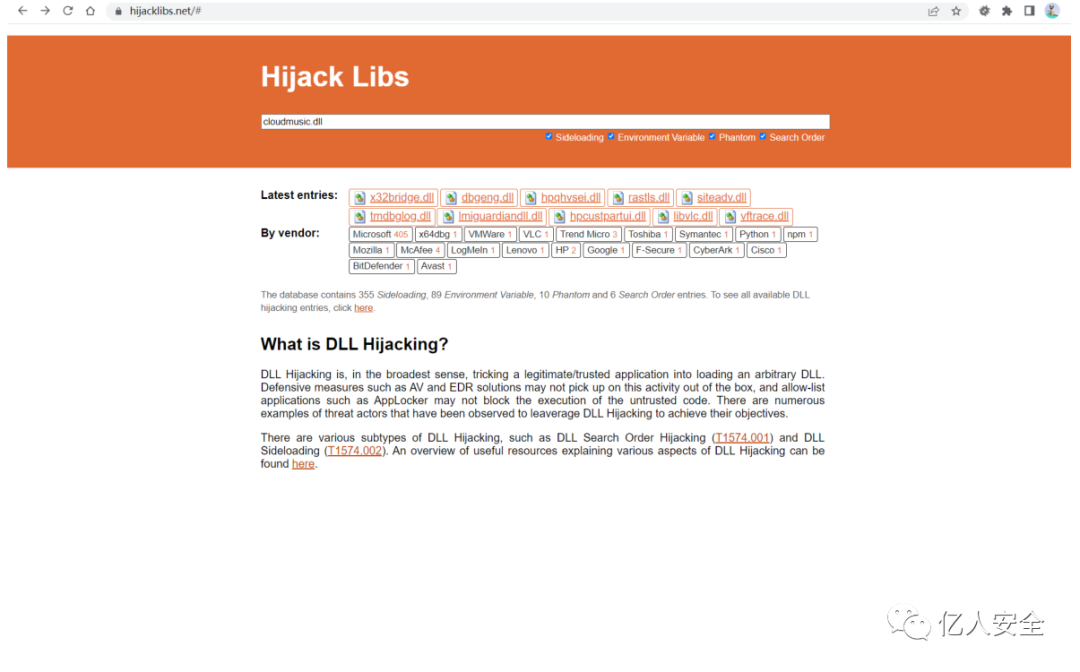 hijacklibs.net/#
Hijack Libs
cloudmusic.dll
Sideloading Environment Variable Phantom Search Order
Latest entries: x32bridge.dll dbgeng.dll hpqhvsei.dll rastls.dll siteadv.dll
tmdbglog.dll lmiguardiandll.dll hpcustpartui.dll libvlc.dll vftrace.dll
By vendor: Microsoft 405 x64dbg 1 VMWare 1 VLC 1 Trend Micro 3 Toshiba 1 Symantec 1 Python 1 npm 1
Mozilla 1 McAfee 4 LogMeIn 1 Lenovo 1 HP 2 Google 1 F-Secure 1 CyberArk 1 Cisco 1
BitDefender 1 Avast 1
The database contains 355 Sideloading, 89 Environment Variable, 10 Phantom and 6 Search Order entries. To see all available DLL
hijacking entries, click here.
What is DLL Hijacking?
DLL Hijacking is, in the broadest sense, tricking a legitimate/trusted application into loading an arbitrary DLL.
Defensive measures such as AV and EDR solutions may not pick up on this activity out of the box, and allow-list
applications such as AppLocker may not block the execution of the untrusted code. There are numerous
examples of threat actors that have been observed to leaverage DLL Hijacking to achieve their objectives.
There are various subtypes of DLL Hijacking, such as DLL Search Order Hijacking (T1574.001) and DLL
Sideloading (T1574.002). An overview of useful resources explaining various aspects of DLL Hijacking can be
found here.
亿人安全